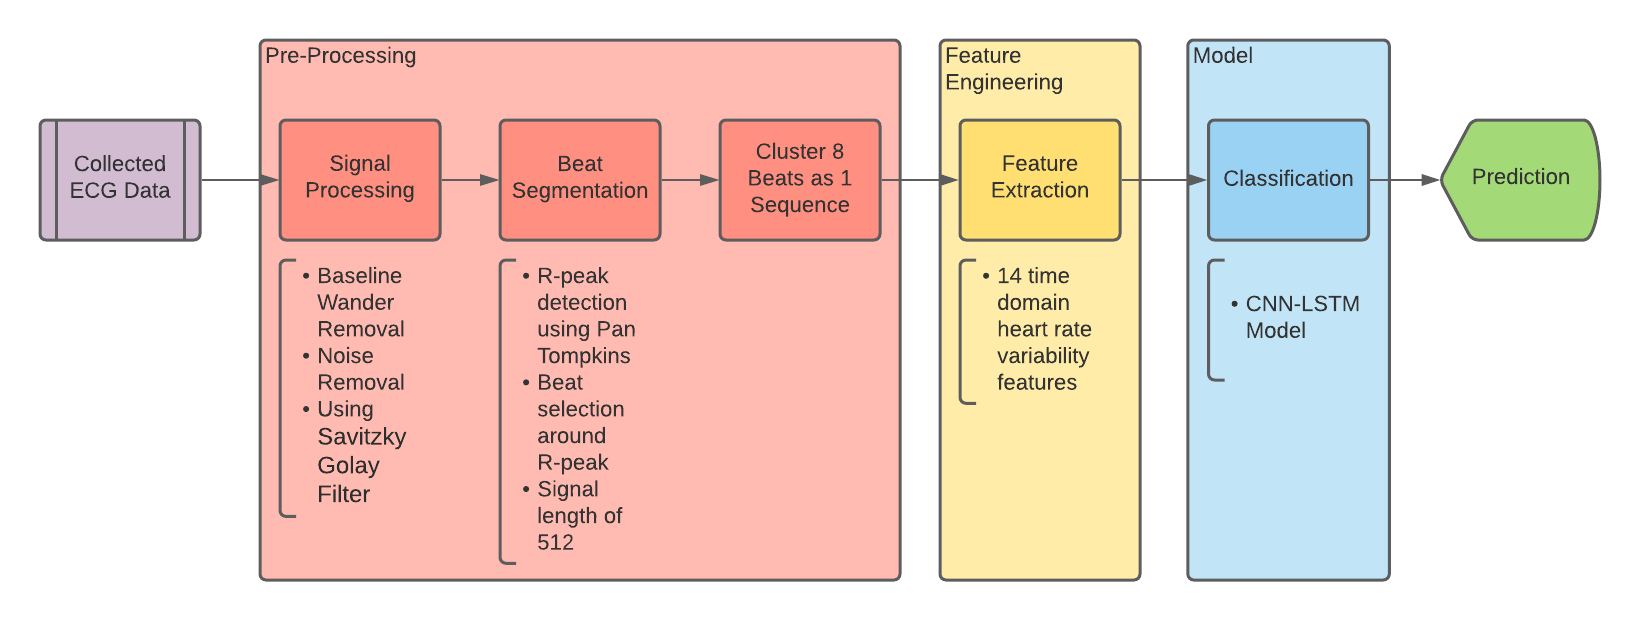 Pre-Processing
Feature
Engineering
Model
Collected
ECG Data
Signal
Processing
Beat
Segmentation
Cluster 8
Beats as 1
Sequence
Feature
Extraction
Classification
Prediction
• Baseline
Wander
Removal
• Noise
Removal
• Using
Savitzky
Golay
Filter
• R-peak
detection
using Pan
Tompkins
• Beat
selection
around
R-peak
• Signal
length of
512
• 14 time
domain
heart rate
variability
features
• CNN-LSTM
Model